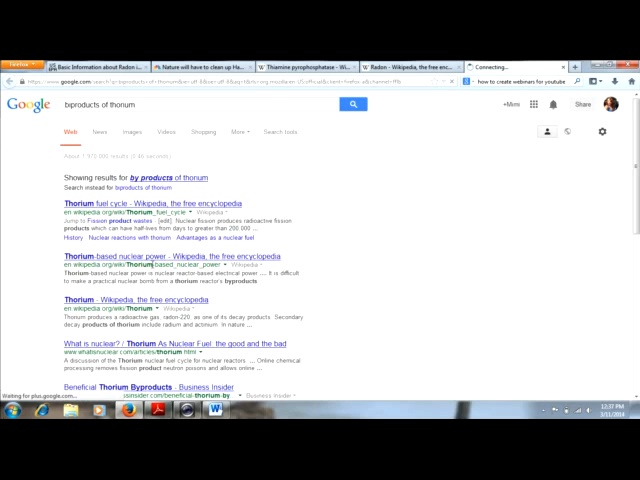 Firefox
Basic Information about Radon i...
Nature will have to clean up Ha...
Thiamine pyrophosphatase - Wi...
Radon - Wikipedia, the free enc...
Connecting...
how to create webinars for youtube
Google
biproducts of thorium
+Mimi
Share
Web News Images Videos Shopping More Search tools
Showing results for by products of thorium
Search instead for biproducts of thorium
Thorium fuel cycle - Wikipedia, the free encyclopedia
en.wikipedia.org/wiki/Thorium_fuel_cycle Wikipedia
Jump to Fission product wastes - [edit] Nuclear fission produces radioactive fission
products which can have half-lives from days to greater than 200,000 ...
History - Nuclear reactions with thorium - Advantages as a nuclear fuel
Thorium-based nuclear power - Wikipedia, the free encyclopedia
en.wikipedia.org/wiki/Thorium-based_nuclear_power Wikipedia
Thorium-based nuclear power is nuclear reactor-based electrical power .... It is difficult
to make a practical nuclear bomb from a thorium reactor's byproducts
Thorium - Wikipedia, the free encyclopedia
en.wikipedia.org/wiki/Thorium Wikipedia
Thorium produces a radioactive gas, radon-220, as one of its decay products. Secondary
decay products of thorium include radium and actinium. In nature ...
What is nuclear? / Thorium As Nuclear Fuel: the good and the bad
www.whatisnuclear.com/articles/thorium.html
A discussion of the Thorium nuclear fuel cycle for nuclear reactors. ... Online chemical
processing removes fission product neutron poisons and allows online ...
Beneficial Thorium Byproducts - Business Insider
sinsider.com/beneficial-thorium-by Business Insider
Waiting for plus.google.com...
12:37 PM
3/11/2014